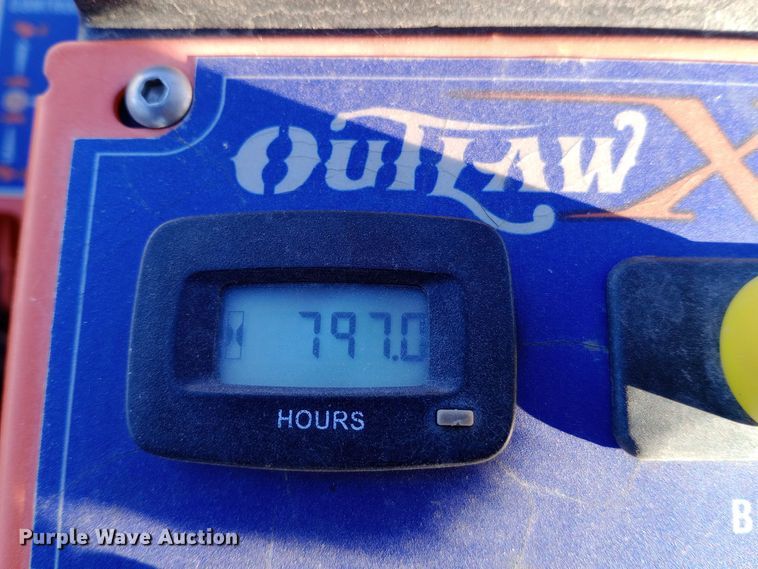 OUTLAW X
797.0
HOURS
B
Purple Wave Auction